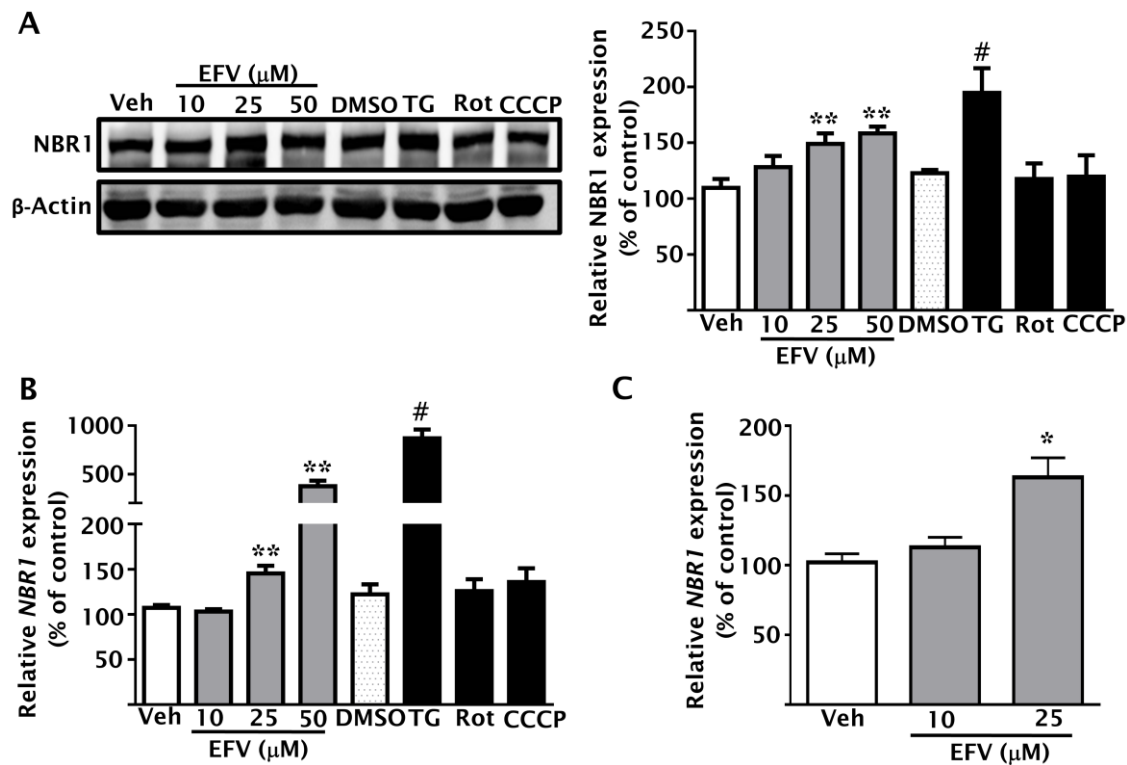 A
EFV (μM)
Veh 10 25 50 DMSO TG Rot CCCP
NBR1
β-Actin
Relative NBR1 expression
(% of control)
250
200
150
100
50
** ** #
Veh 10 25 50 DMSO TG Rot CCCP
EFV (μM)
B
Relative NBR1 expression
(% of control)
1000
500
200
150
100
50
** ** #
Veh 10 25 50 DMSO TG Rot CCCP
EFV (μM)
C
Relative NBR1 expression
(% of control)
200
150
100
50
*
Veh 10 25
EFV (μM)